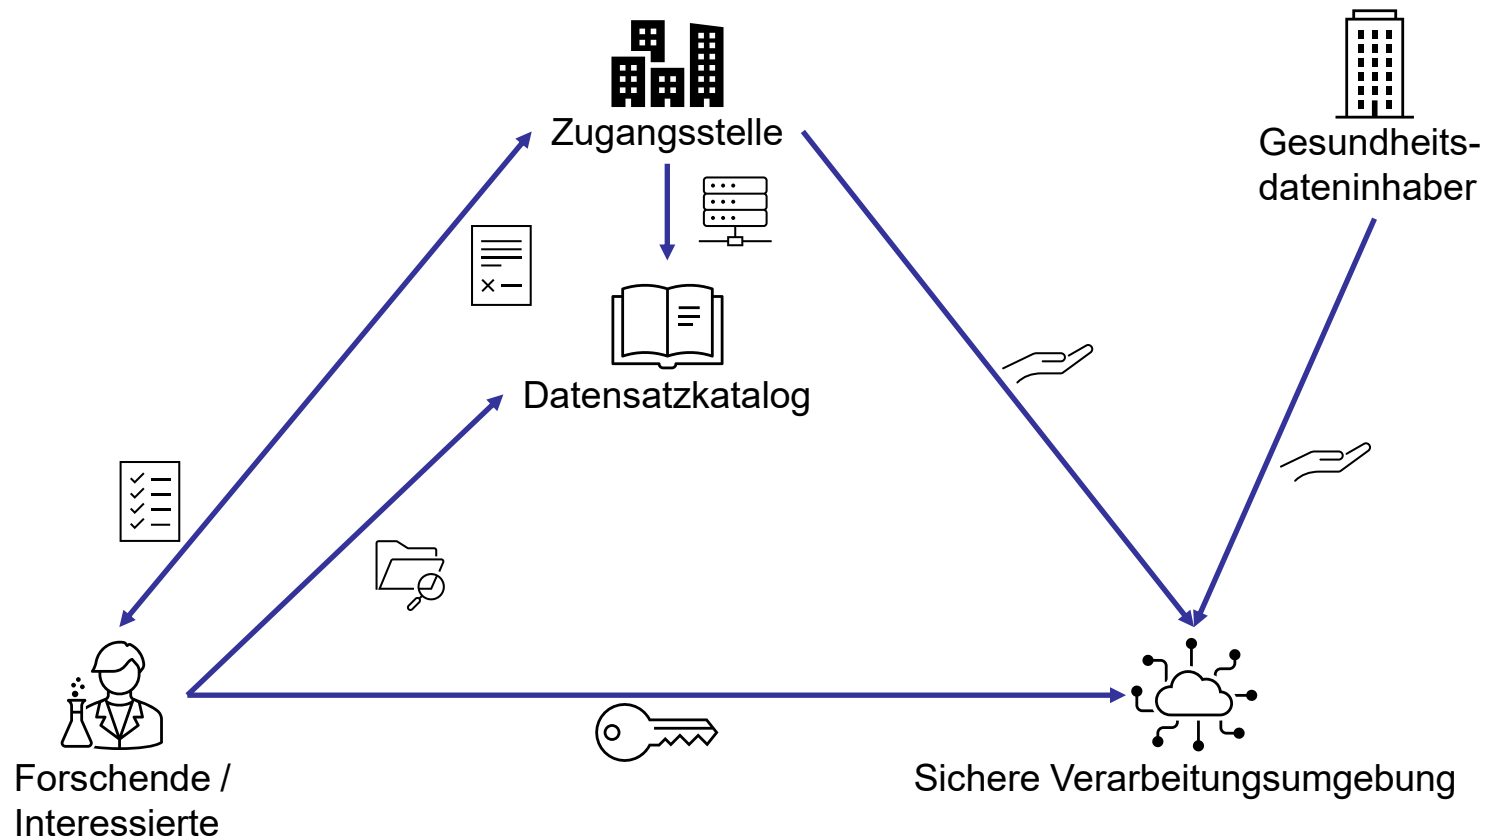 Zugangsstelle
Gesundheits-
dateninhaber
Datensatzkatalog
Forschende /
Interessierte
Sichere Verarbeitungsumgebung